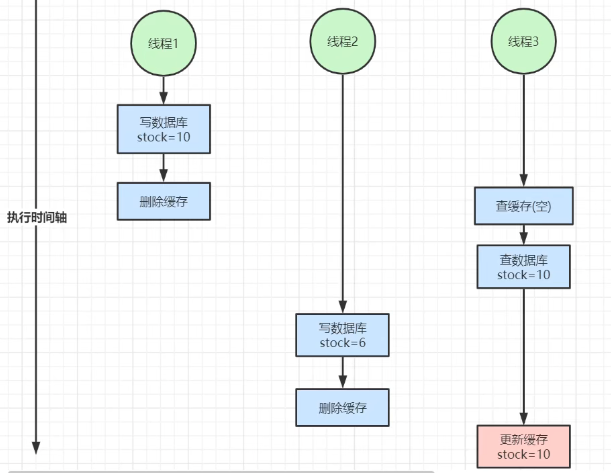 线程1
线程2
线程3
写数据库
stock=10
删除缓存
执行时间轴
查缓存(空)
查数据库
stock=10
写数据库
stock=6
删除缓存
更新缓存
stock=10